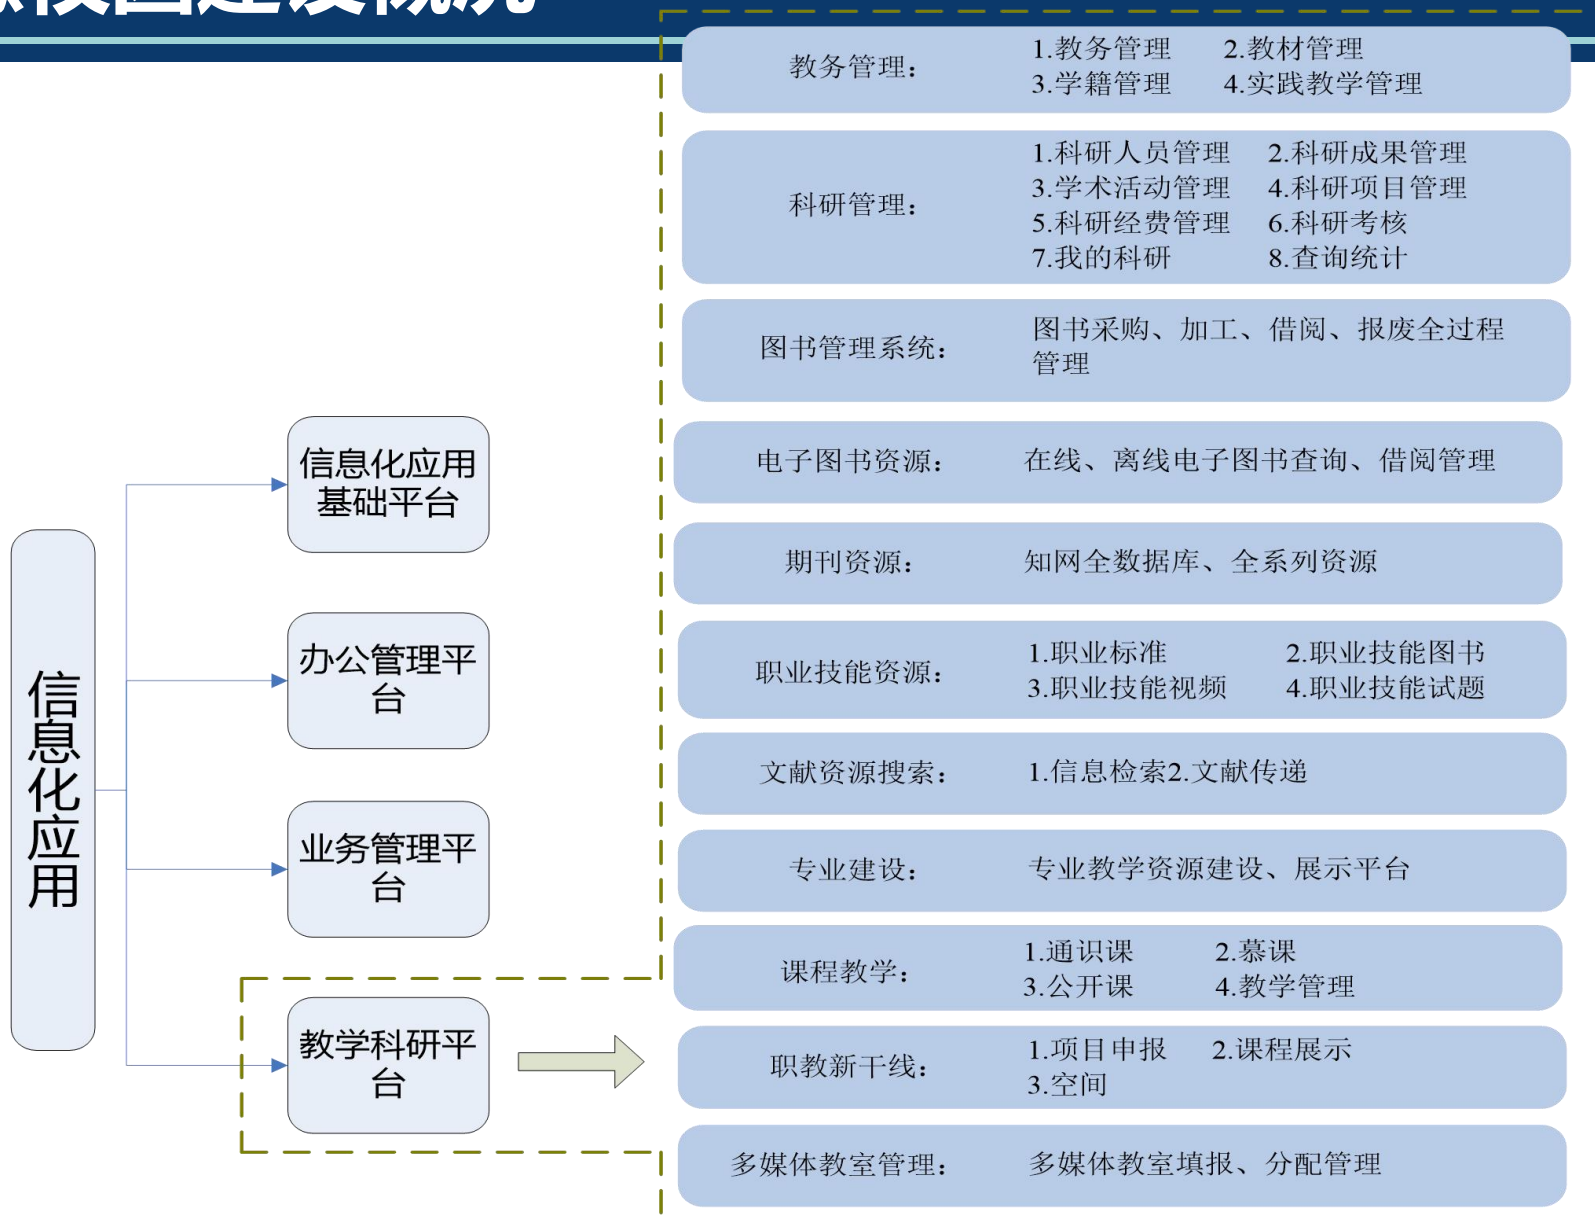 校园建设概况
信息化应用
信息化应用
基础平台
办公管理平
台
业务管理平
台
教学科研平
台
教务管理： 1.教务管理 2.教材管理
3.学籍管理 4.实践教学管理
科研管理： 1.科研人员管理 2.科研成果管理
3.学术活动管理 4.科研项目管理
5.科研经费管理 6.科研考核
7.我的科研 8.查询统计
图书管理系统： 图书采购、加工、借阅、报废全过程
管理
电子图书资源： 在线、离线电子图书查询、借阅管理
期刊资源： 知网全数据库、全系列资源
职业技能资源： 1.职业标准 2.职业技能图书
3.职业技能视频 4.职业技能试题
文献资源搜索： 1.信息检索2.文献传递
专业建设： 专业教学资源建设、展示平台
课程教学： 1.通识课 2.慕课
3.公开课 4.教学管理
职教新干线： 1.项目申报 2.课程展示
3.空间
多媒体教室管理： 多媒体教室填报、分配管理